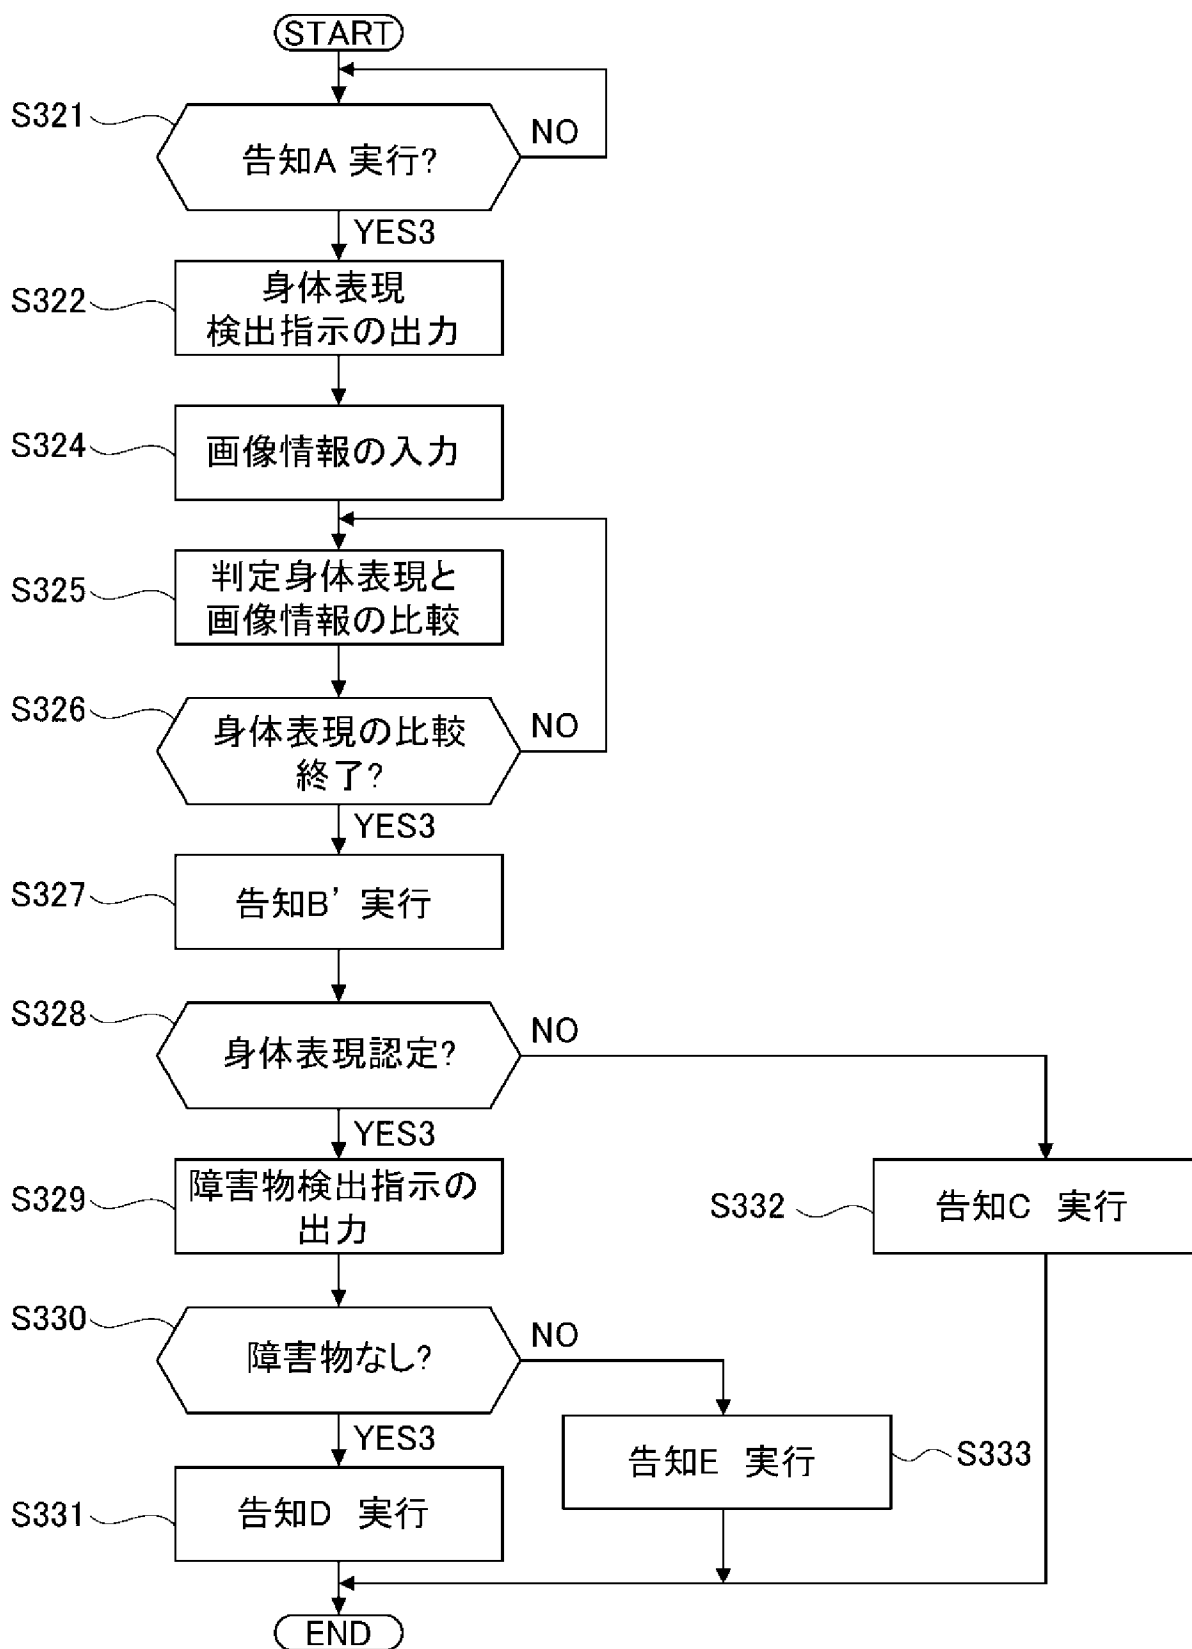 START
S321
告知A 実行?
NO
YES3
S322
身体表現
検出指示の出力
S324
画像情報の入力
S325
判定身体表現と
画像情報の比較
S326
身体表現の比較
終了?
NO
YES3
S327
告知B’ 実行
S328
身体表現認定?
NO
YES3
S329
障害物検出指示の
出力
S332
告知C 実行
S330
障害物なし?
NO
YES3
告知E 実行
S333
S331
告知D 実行
END